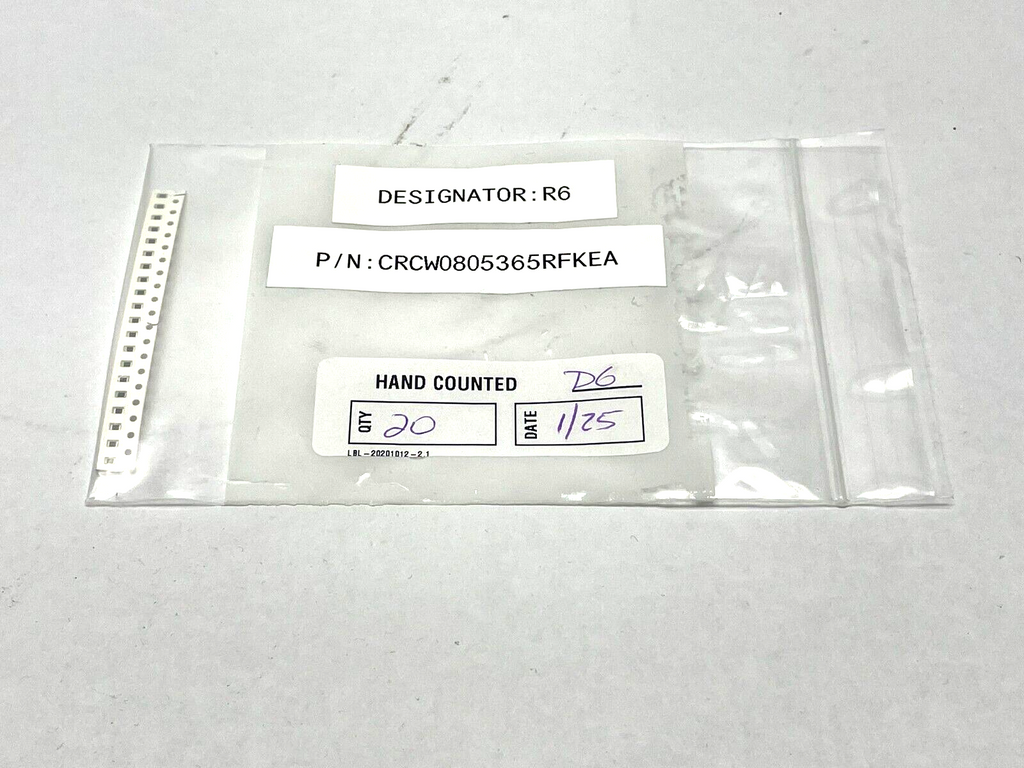 DESIGNATOR:R6
P/N:CRCW0805365RFKEA
HAND COUNTED DG
QTY 20 DATE 1/25
LBL-20201012-2.1